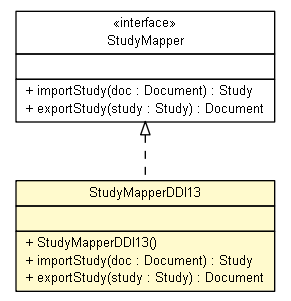 «interface»
StudyMapper
+ importStudy(doc : Document) : Study
+ exportStudy(study : Study) : Document
StudyMapperDDI13
+ StudyMapperDDI13()
+ importStudy(doc : Document) : Study
+ exportStudy(study : Study) : Document